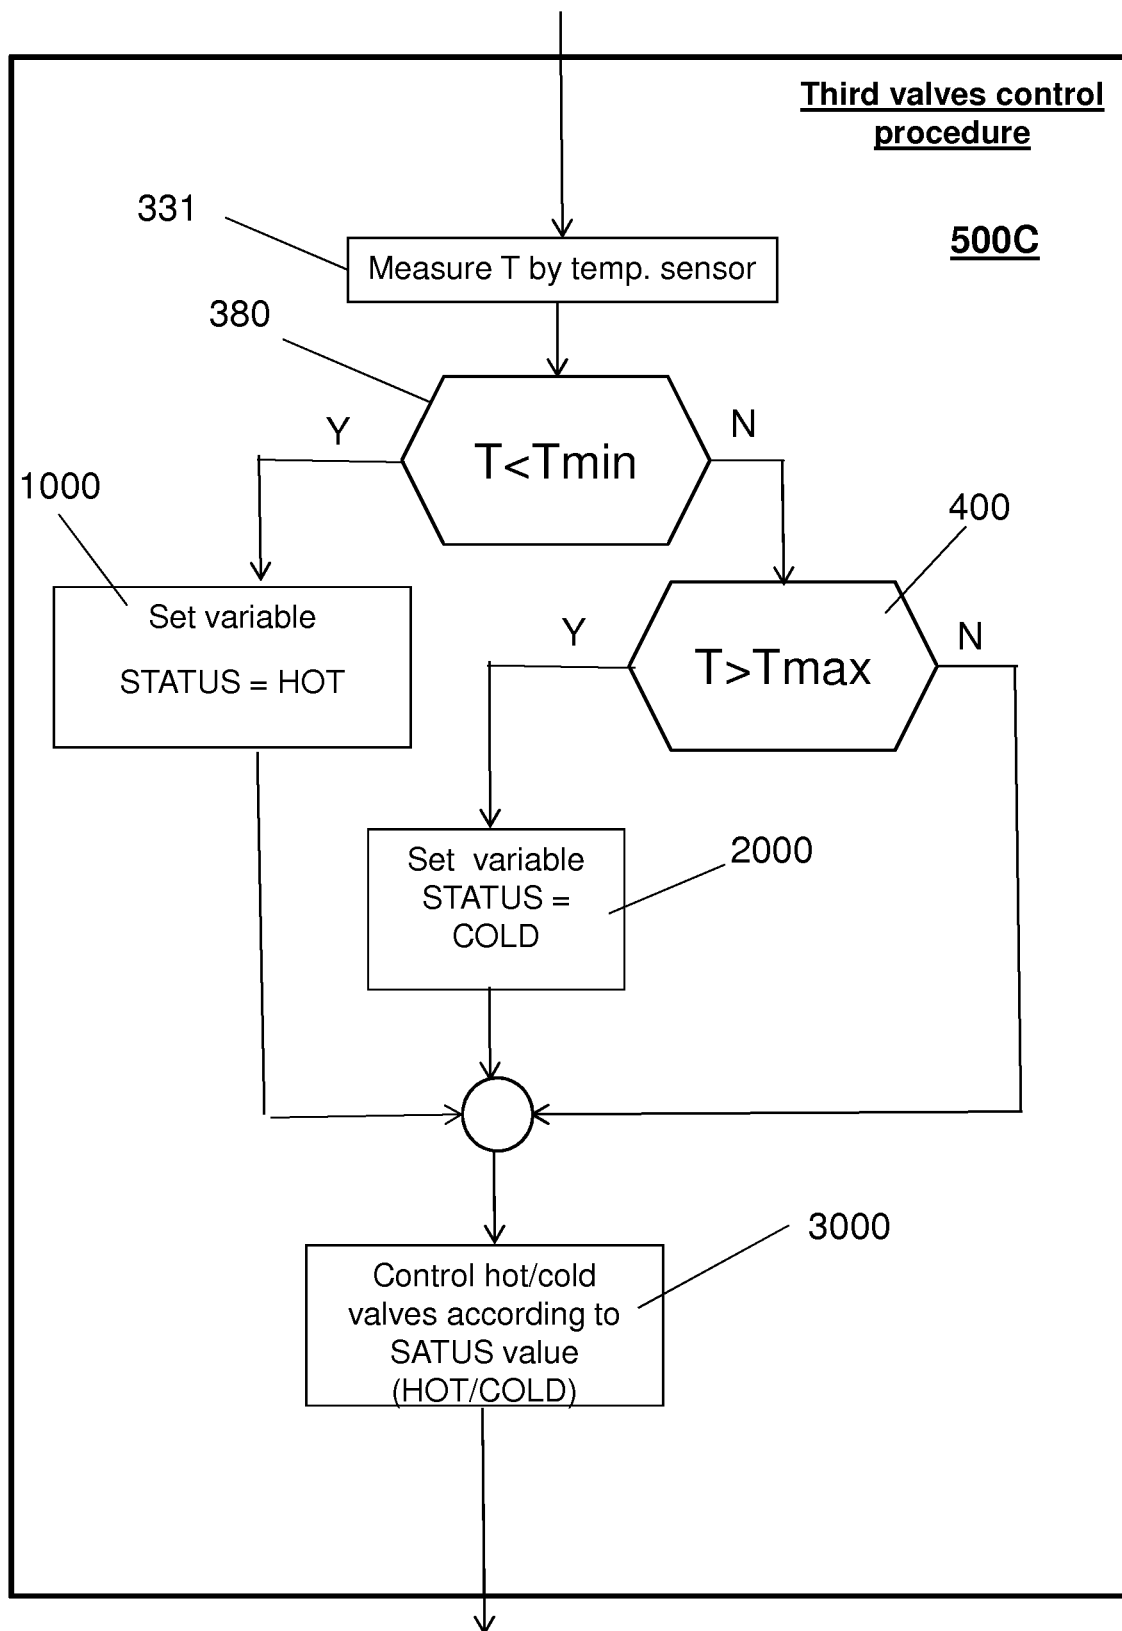 Third valves control
procedure
500C
331
Measure T by temp. sensor
380
Y
N
T<Tmin
1000
400
Set variable
STATUS = HOT
Y
N
T>Tmax
2000
Set variable
STATUS =
COLD
3000
Control hot/cold
valves according to
SATUS value
(HOT/COLD)